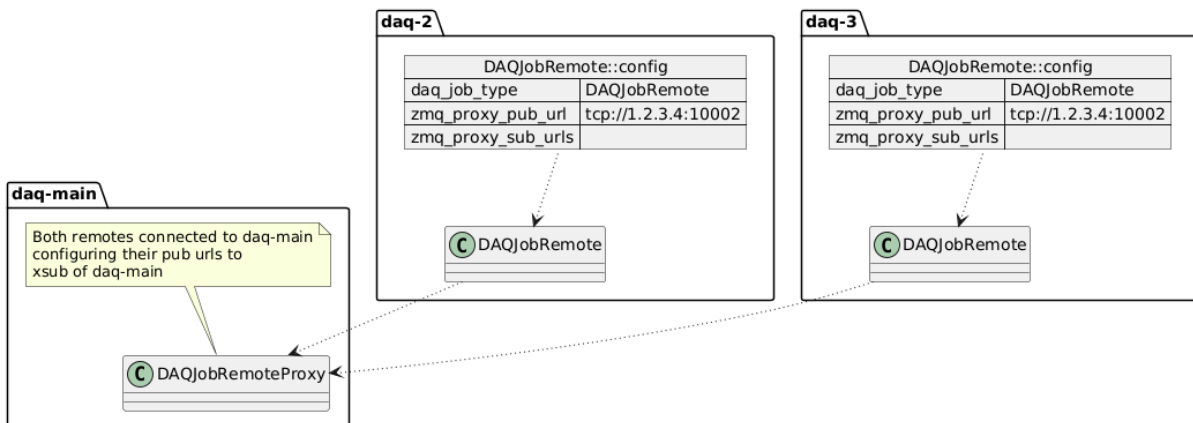 daq-2
DAQJobRemote::config
daq_job_type DAQJobRemote
zmq_proxy_pub_url tcp://1.2.3.4:10002
zmq_proxy_sub_urls
C DAQJobRemote
daq-3
DAQJobRemote::config
daq_job_type DAQJobRemote
zmq_proxy_pub_url tcp://1.2.3.4:10002
zmq_proxy_sub_urls
C DAQJobRemote
daq-main
Both remotes connected to daq-main
configuring their pub urls to
xsub of daq-main
C DAQJobRemoteProxy